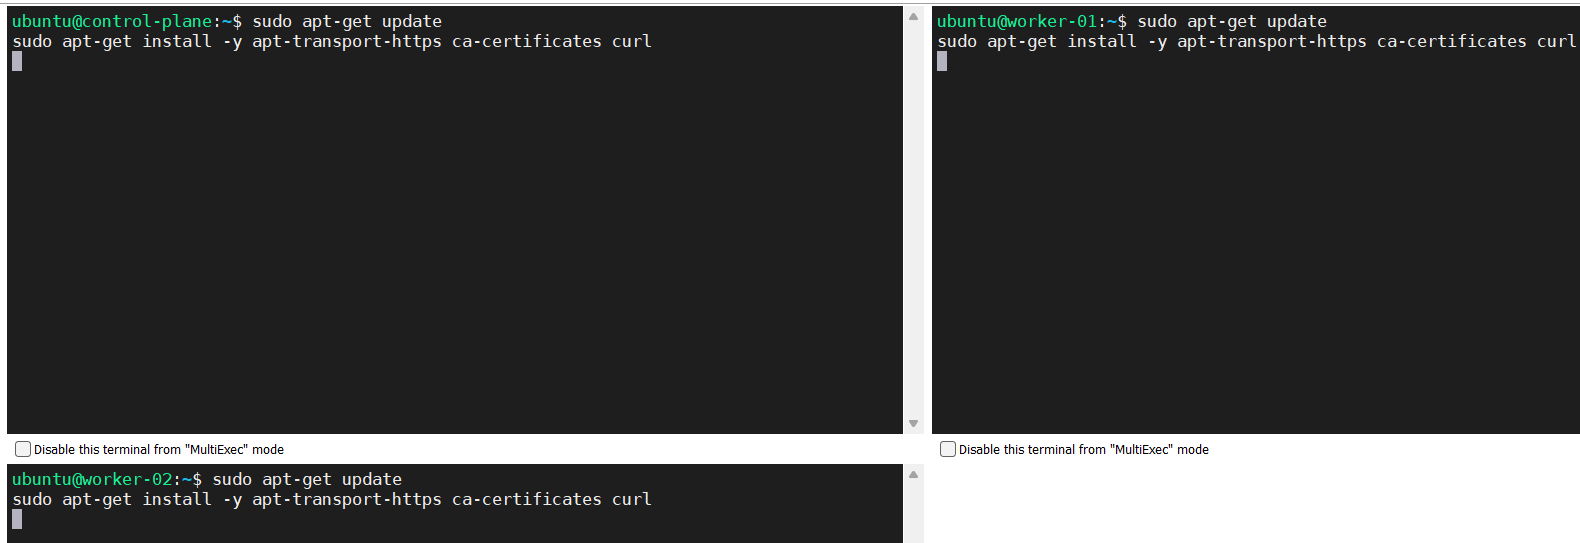 ubuntu@control-plane:~$ sudo apt-get update
sudo apt-get install -y apt-transport-https ca-certificates curl
Disable this terminal from "MultiExec" mode
ubuntu@worker-01:~$ sudo apt-get update
sudo apt-get install -y apt-transport-https ca-certificates curl
Disable this terminal from "MultiExec" mode
ubuntu@worker-02:~$ sudo apt-get update
sudo apt-get install -y apt-transport-https ca-certificates curl